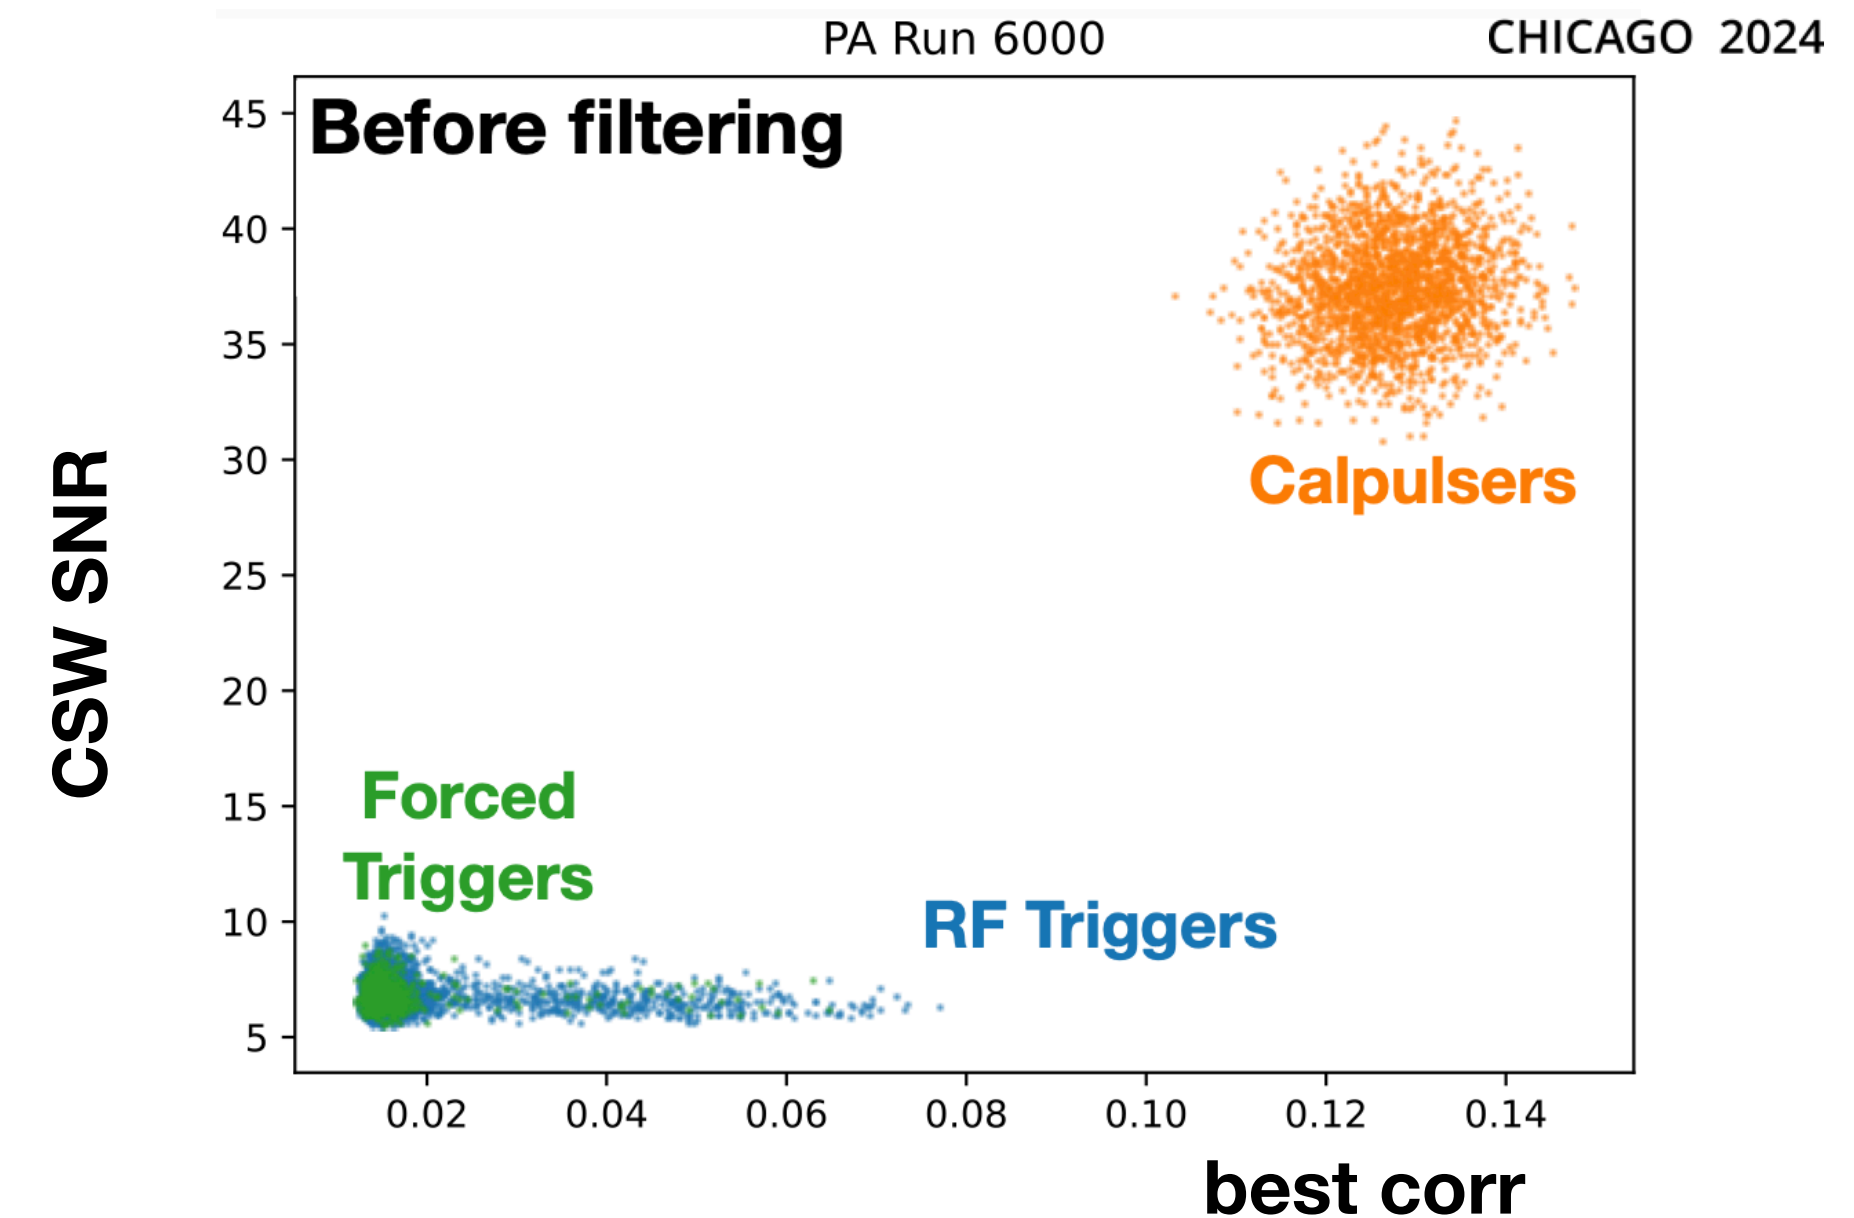 PA Run 6000
CHICAGO 2024
Before filtering
45
40
35
30
25
20
15
10
5
CSW SNR
Calpulsers
Forced
Triggers
RF Triggers
0.02 0.04 0.06 0.08 0.10 0.12 0.14
best corr